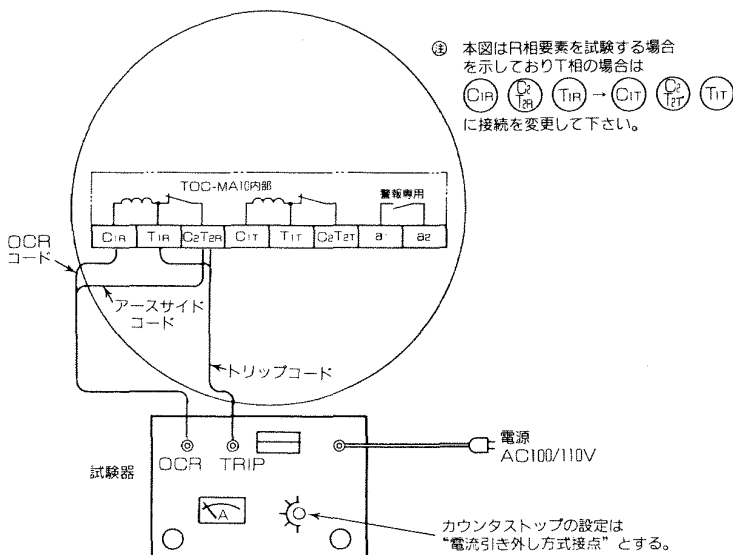 ㊟ 本図はR相要素を試験する場合
を示しておりT相の場合は
C1R C2T2R T1R → C1T C2T2T T1T
に接続を変更して下さい。
TOC-MA10内部
警報専用
C1R T1R C2T2R C1T T1T C2T2T a1 a2
OCR
コード
アースサイド
コード
トリップコード
電源
AC100/110V
試験器
OCR TRIP
A
カウンタストップの設定は
“電流引き外し方式接点”とする。